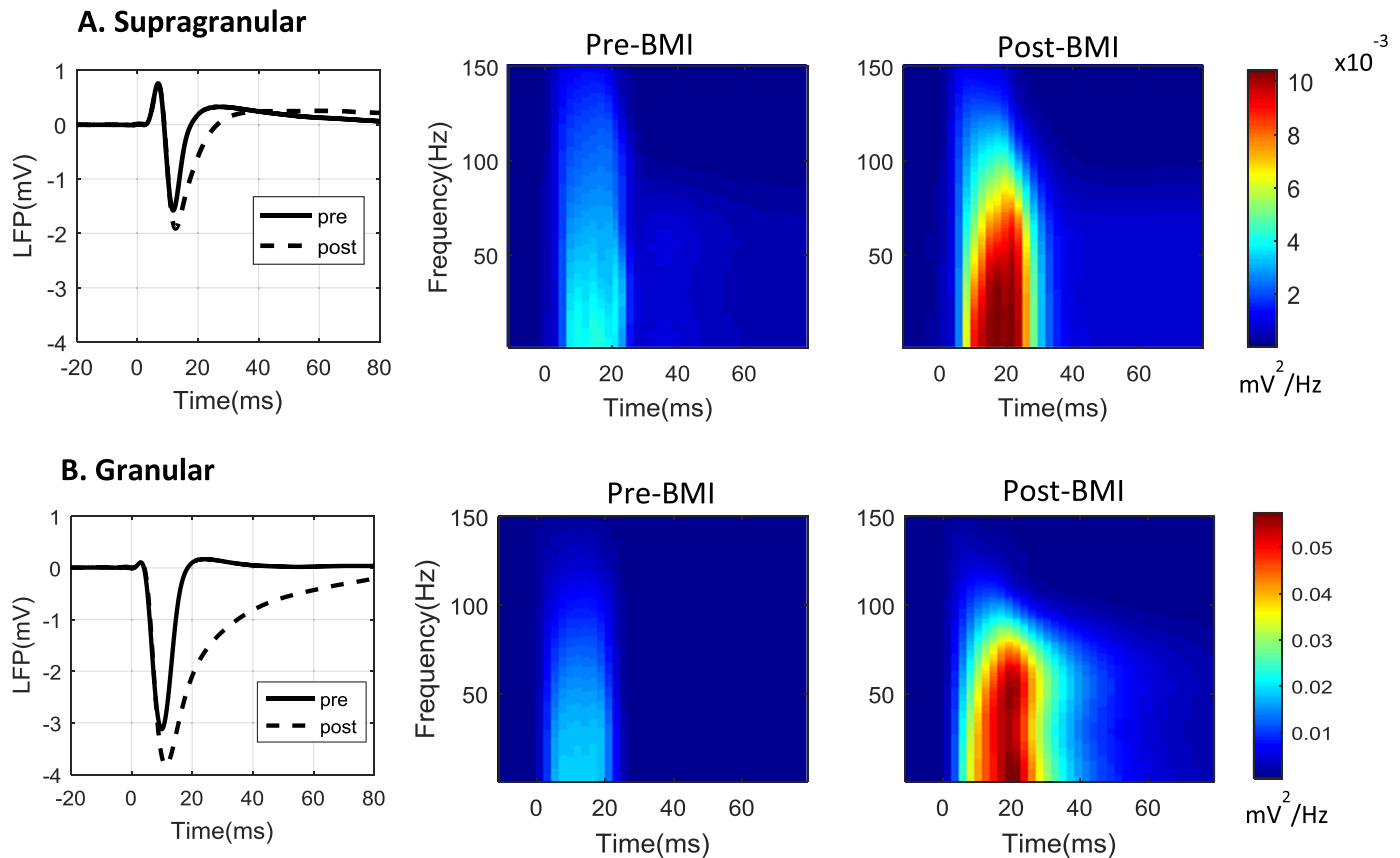 A. Supragranular
Pre-BMI
Post-BMI
x10-3
1
0
-1
-2
-3
-4
LFP(mV)
pre
post
-20
0
20
40
60
80
Time(ms)
150
100
50
Frequency(Hz)
0
20
40
60
Time(ms)
150
100
50
0
20
40
60
Time(ms)
10
8
6
4
2
mV2/Hz
B. Granular
Pre-BMI
Post-BMI
1
0
-1
-2
-3
-4
LFP(mV)
pre
post
-20
0
20
40
60
80
Time(ms)
150
100
50
Frequency(Hz)
0
20
40
60
Time(ms)
150
100
50
0
20
40
60
Time(ms)
0.05
0.04
0.03
0.02
0.01
mV2/Hz